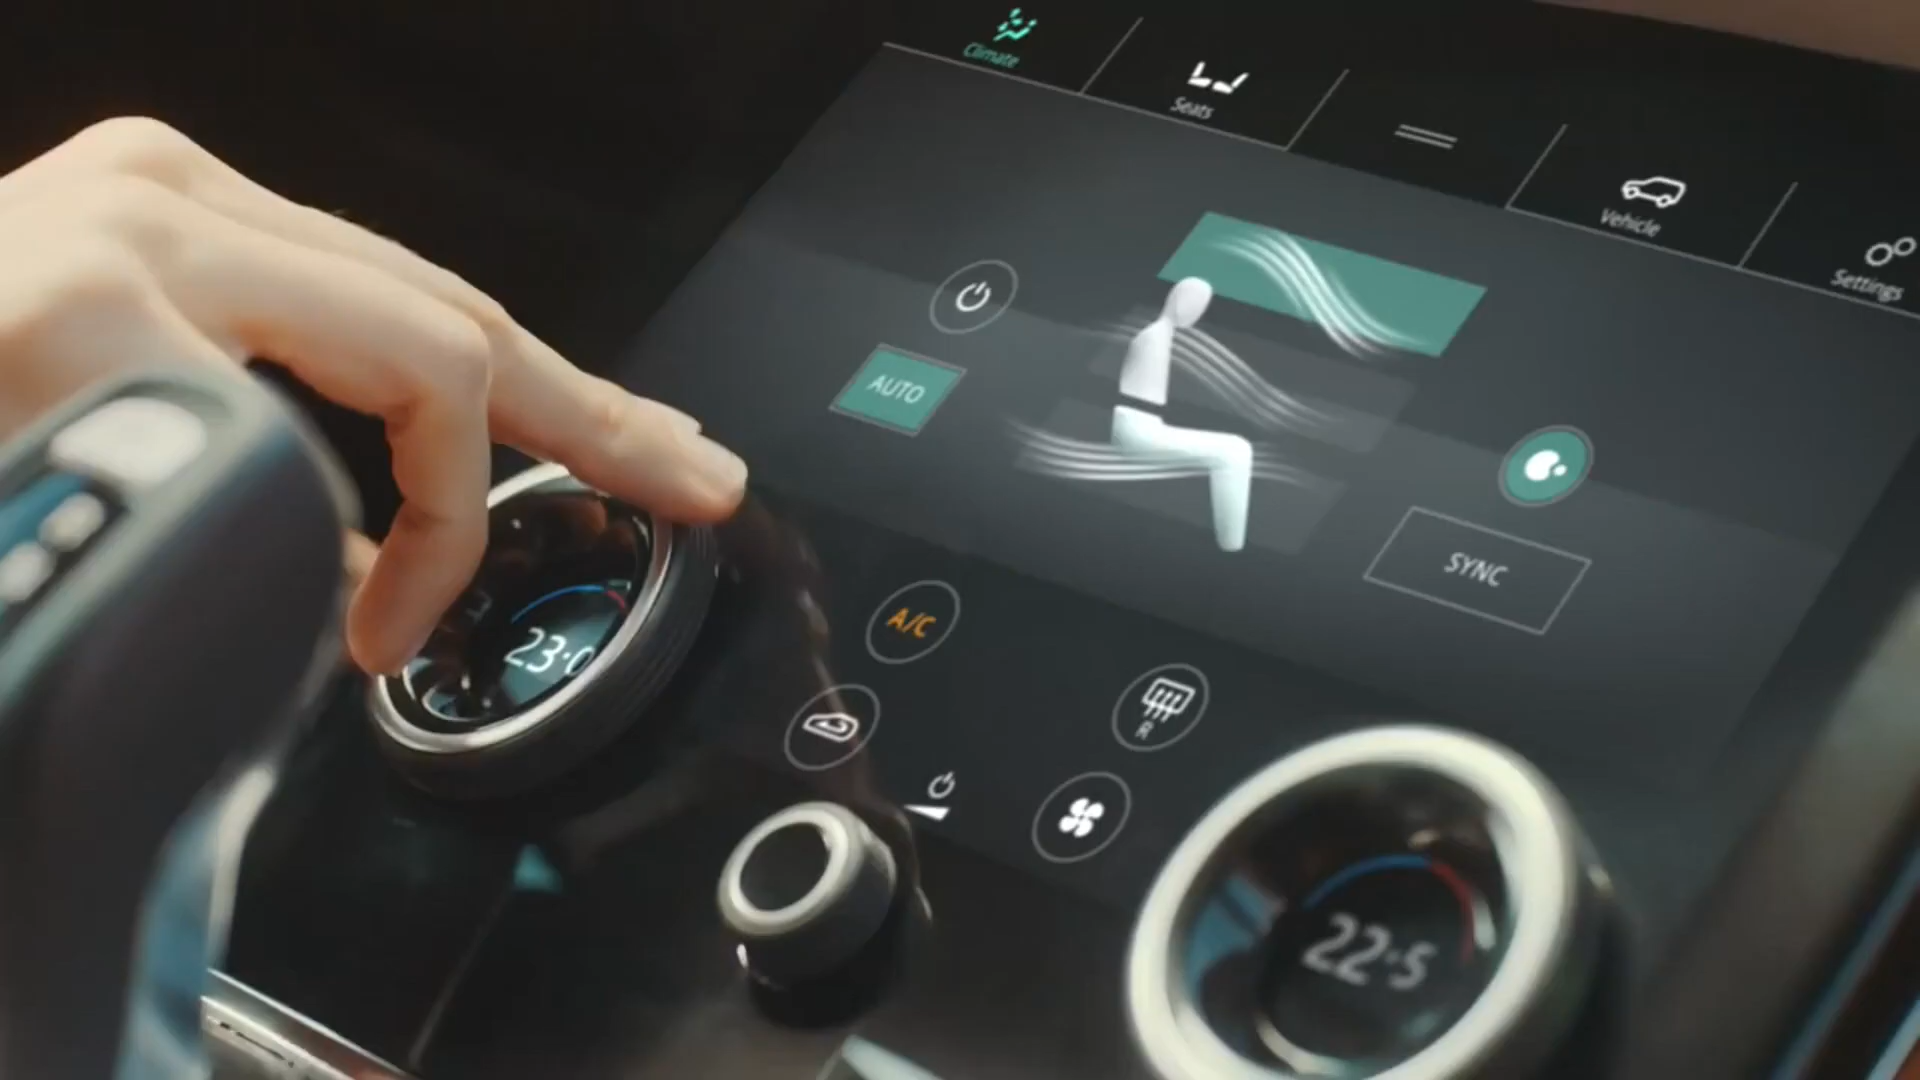 Climate
Seats
Vehicle
Settings
AUTO
SYNC
A/C
23.0
R
22.5